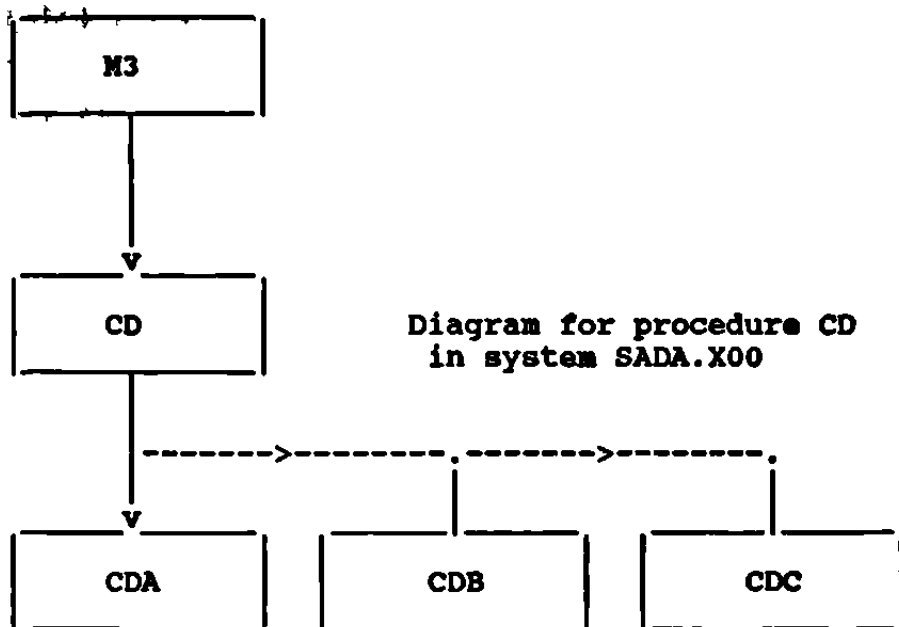 M3
CD
Diagram for procedure CD
in system SADA.X00
CDA
CDB
CDC